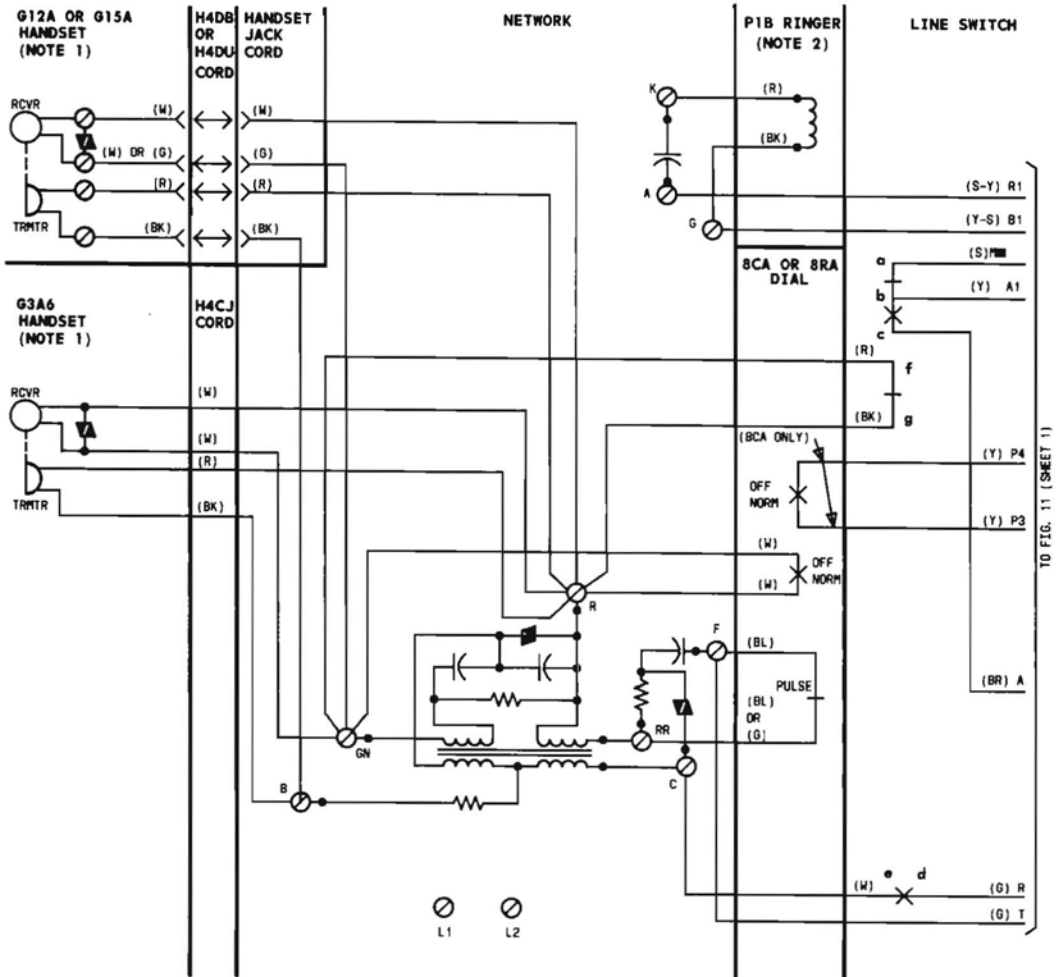 G12A OR G15A
HANDSET
(NOTE 1)
H4DB
OR
H4DU
CORD
HANDSET
JACK
CORD
NETWORK
P1B RINGER
(NOTE 2)
LINE SWITCH
RCVR
(W)
(W)
(W) OR (G)
(G)
(R)
(R)
TRMTR
(BK)
(BK)
K
(R)
(BK)
A
(S-Y) R1
G
(Y-S) B1
8CA OR 8RA
DIAL
a
(S)
b
(Y) A1
c
G3A6
HANDSET
(NOTE 1)
H4CJ
CORD
(R)
f
RCVR
(W)
(BK)
g
(W)
(8CA ONLY)
(R)
(Y) P4
TRMTR
(BK)
OFF
NORM
(Y) P3
(W)
OFF
NORM
(W)
R
F
(BL)
PULSE
(BR) A
(BL)
OR
(G)
RR
GN
C
B
(W)
e
d
(G) R
(G) T
L1
L2
TO FIG. 11 (SHEET 1)